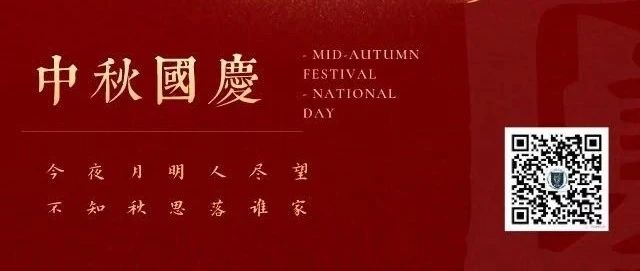 中秋國慶
- MID-AUTUMN
FESTIVAL
- NATIONAL
DAY
今夜月明人尽望
不知秋思落谁家